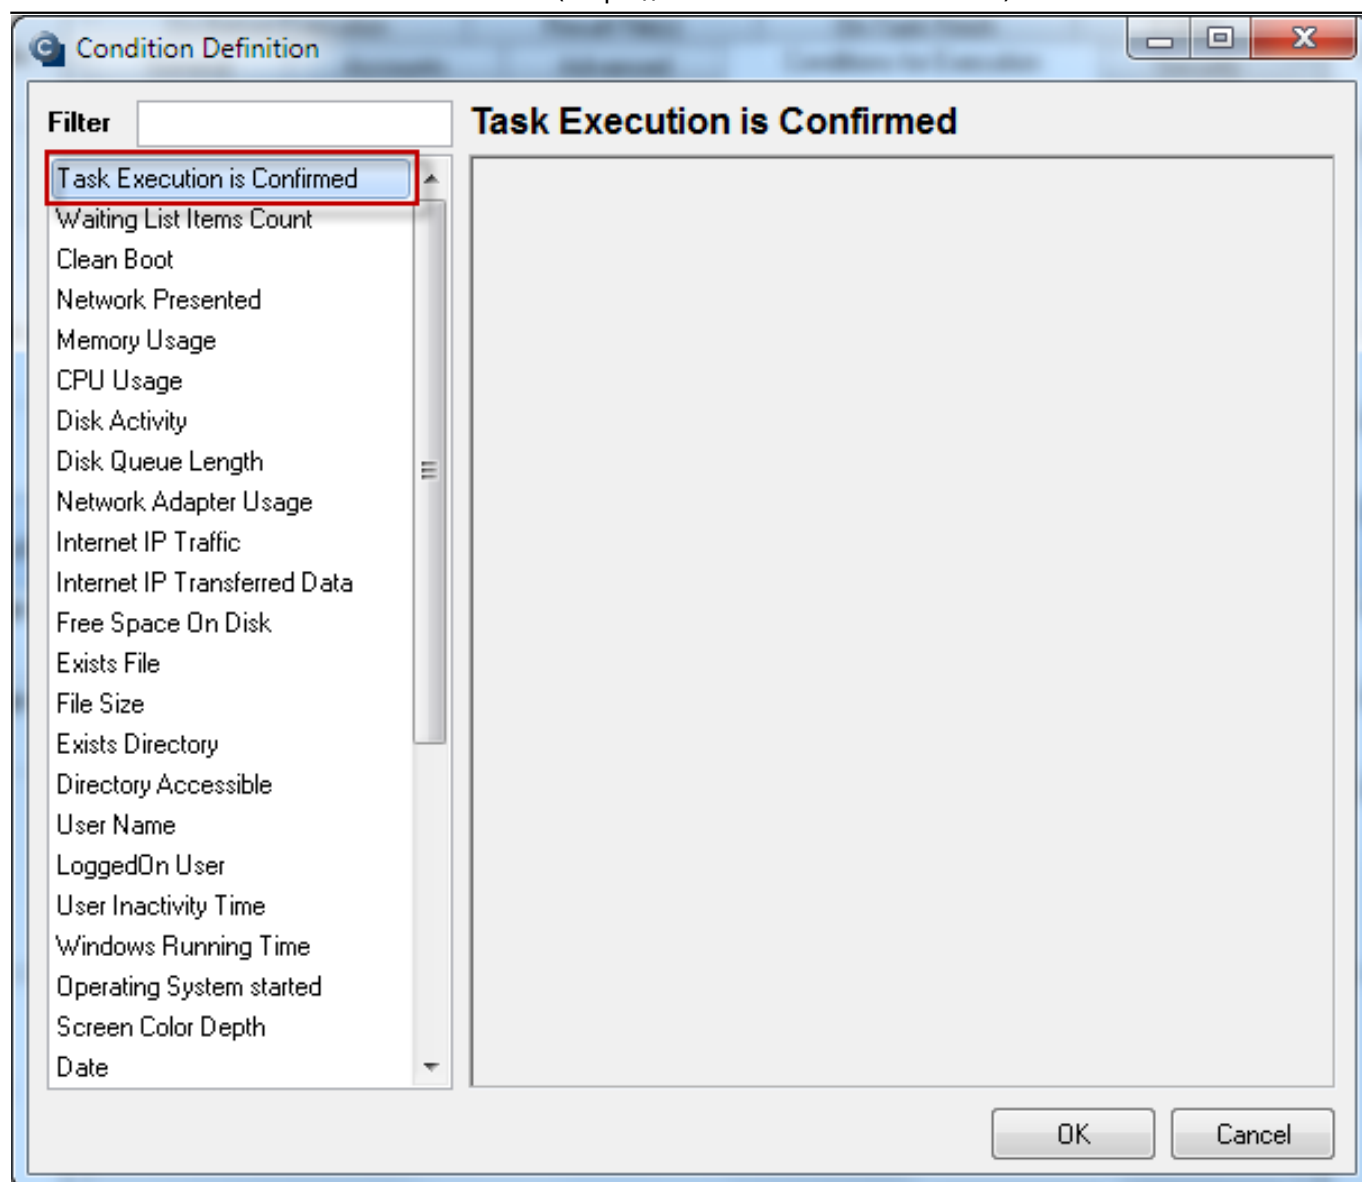 Condition Definition
Filter
Task Execution is Confirmed
Task Execution is Confirmed
Waiting List Items Count
Clean Boot
Network Presented
Memory Usage
CPU Usage
Disk Activity
Disk Queue Length
Network Adapter Usage
Internet IP Traffic
Internet IP Transferred Data
Free Space On Disk
Exists File
File Size
Exists Directory
Directory Accessible
User Name
LoggedOn User
User Inactivity Time
Windows Running Time
Operating System started
Screen Color Depth
Date
OK
Cancel